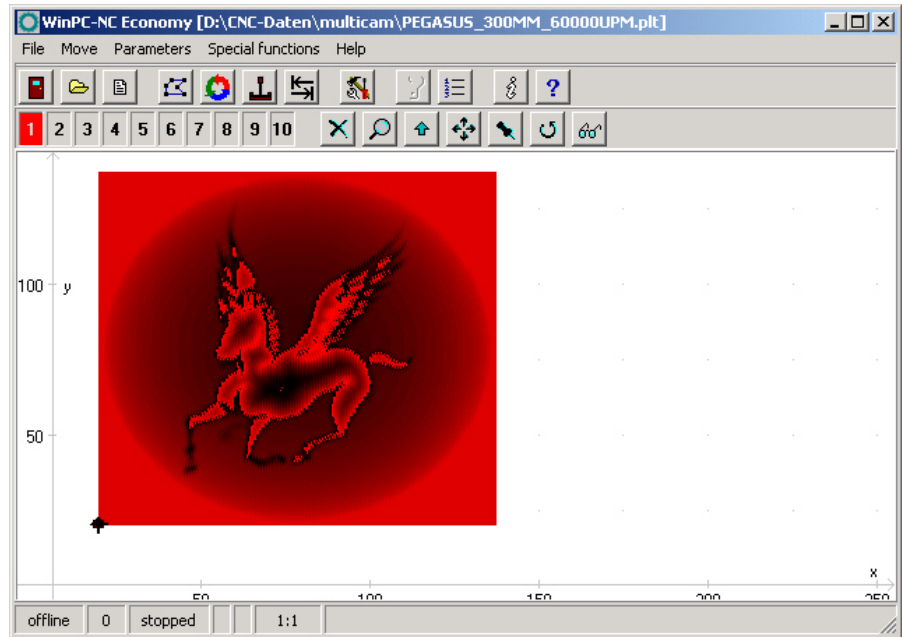 WinPC-NC Economy [D:\CNC-Daten\multicam\PEGASUS_300MM_60000UPM.plt]
File Move Parameters Special functions Help
?
1 2 3 4 5 6 7 8 9 10
100 y
50
x
50 100 150 200 250
offline 0 stopped 1:1